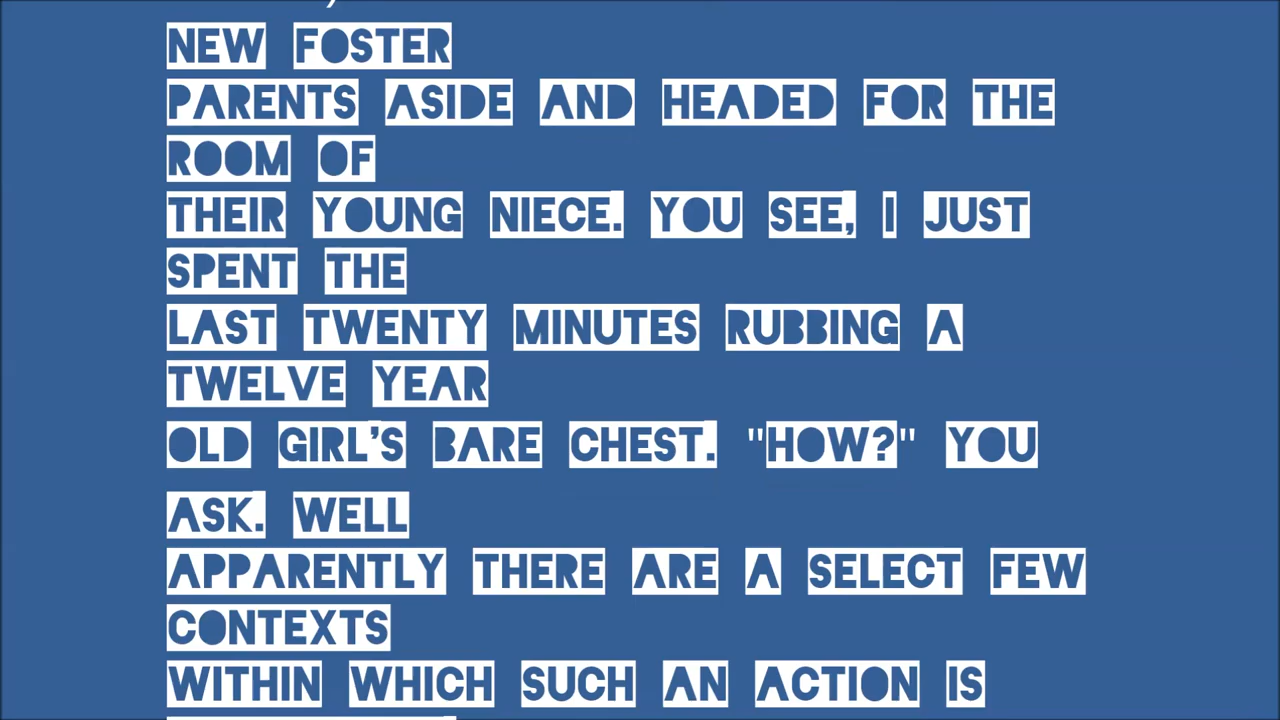 NEW FOSTER
PARENTS ASIDE AND HEADED FOR THE
ROOM OF
THEIR YOUNG NIECE. YOU SEE, I JUST
SPENT THE
LAST TWENTY MINUTES RUBBING A
TWELVE YEAR
OLD GIRL'S BARE CHEST. "HOW?" YOU
ASK. WELL
APPARENTLY THERE ARE A SELECT FEW
CONTEXTS
WITHIN WHICH SUCH AN ACTION IS